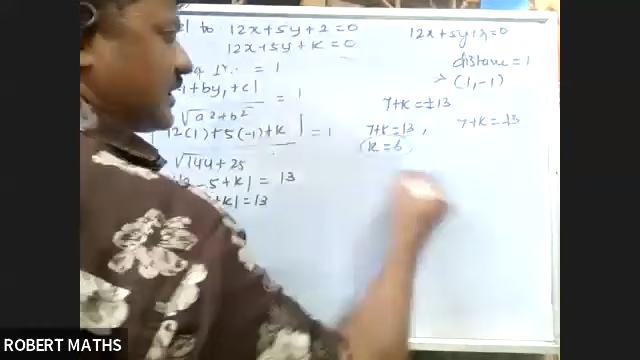 12x+5y+2=0
12x+5y+k=0
= 1
+by₁+c|
√a²+b²
= 1
12(1)+5(-1)+k| = 1
√144+25
-5+k| = 13
+k|=13
12x+5y+2=0
distance = 1
(1,-1)
7+k=±13
7+k=13, 7+k=-13
k=6,
ROBERT MATHS